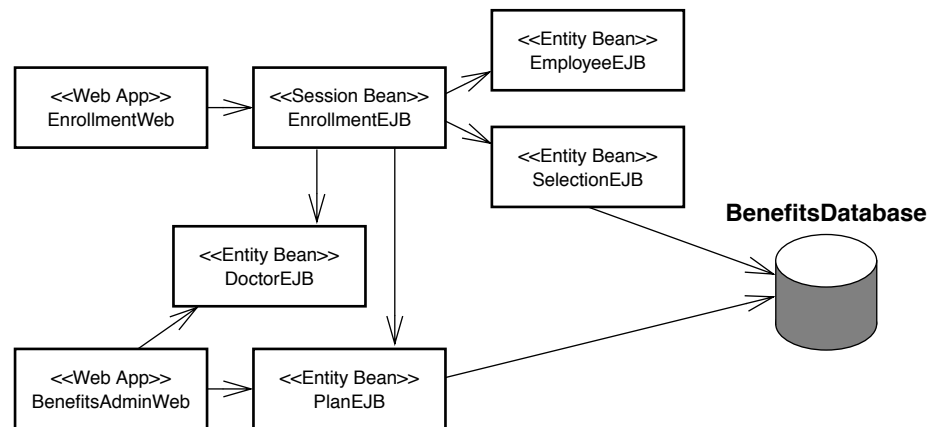 <<Entity Bean>>
EmployeeEJB
<<Web App>>
EnrollmentWeb
<<Session Bean>>
EnrollmentEJB
<<Entity Bean>>
SelectionEJB
BenefitsDatabase
<<Entity Bean>>
DoctorEJB
<<Web App>>
BenefitsAdminWeb
<<Entity Bean>>
PlanEJB